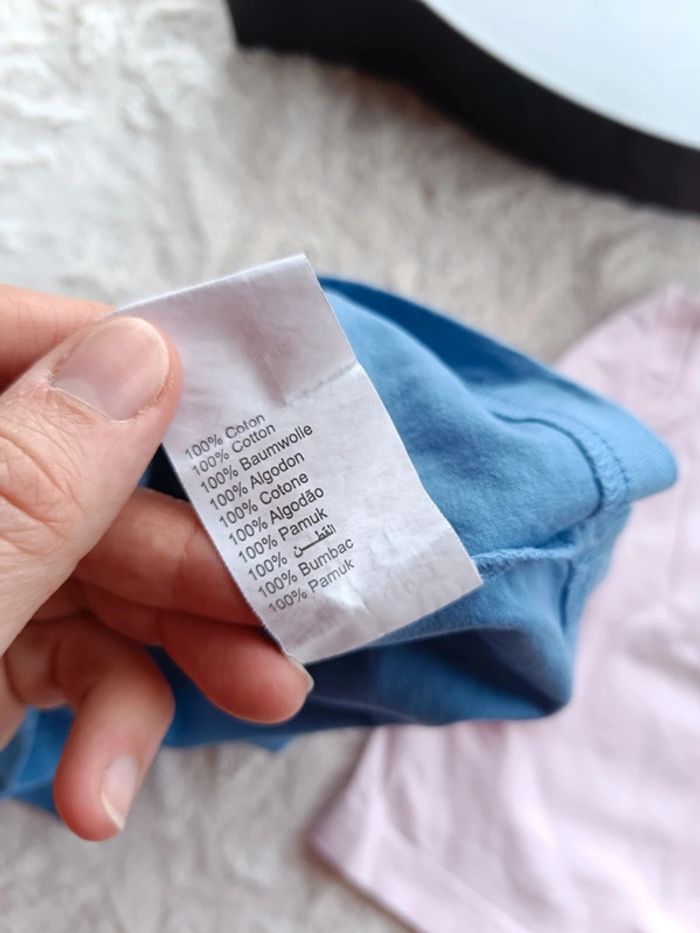 100% Coton
100% Cotton
100% Baumwolle
100% Algodon
100% Cotone
100% Algodão
100% Pamuk
100% القطن
100% Bumbac
100% Pamuk